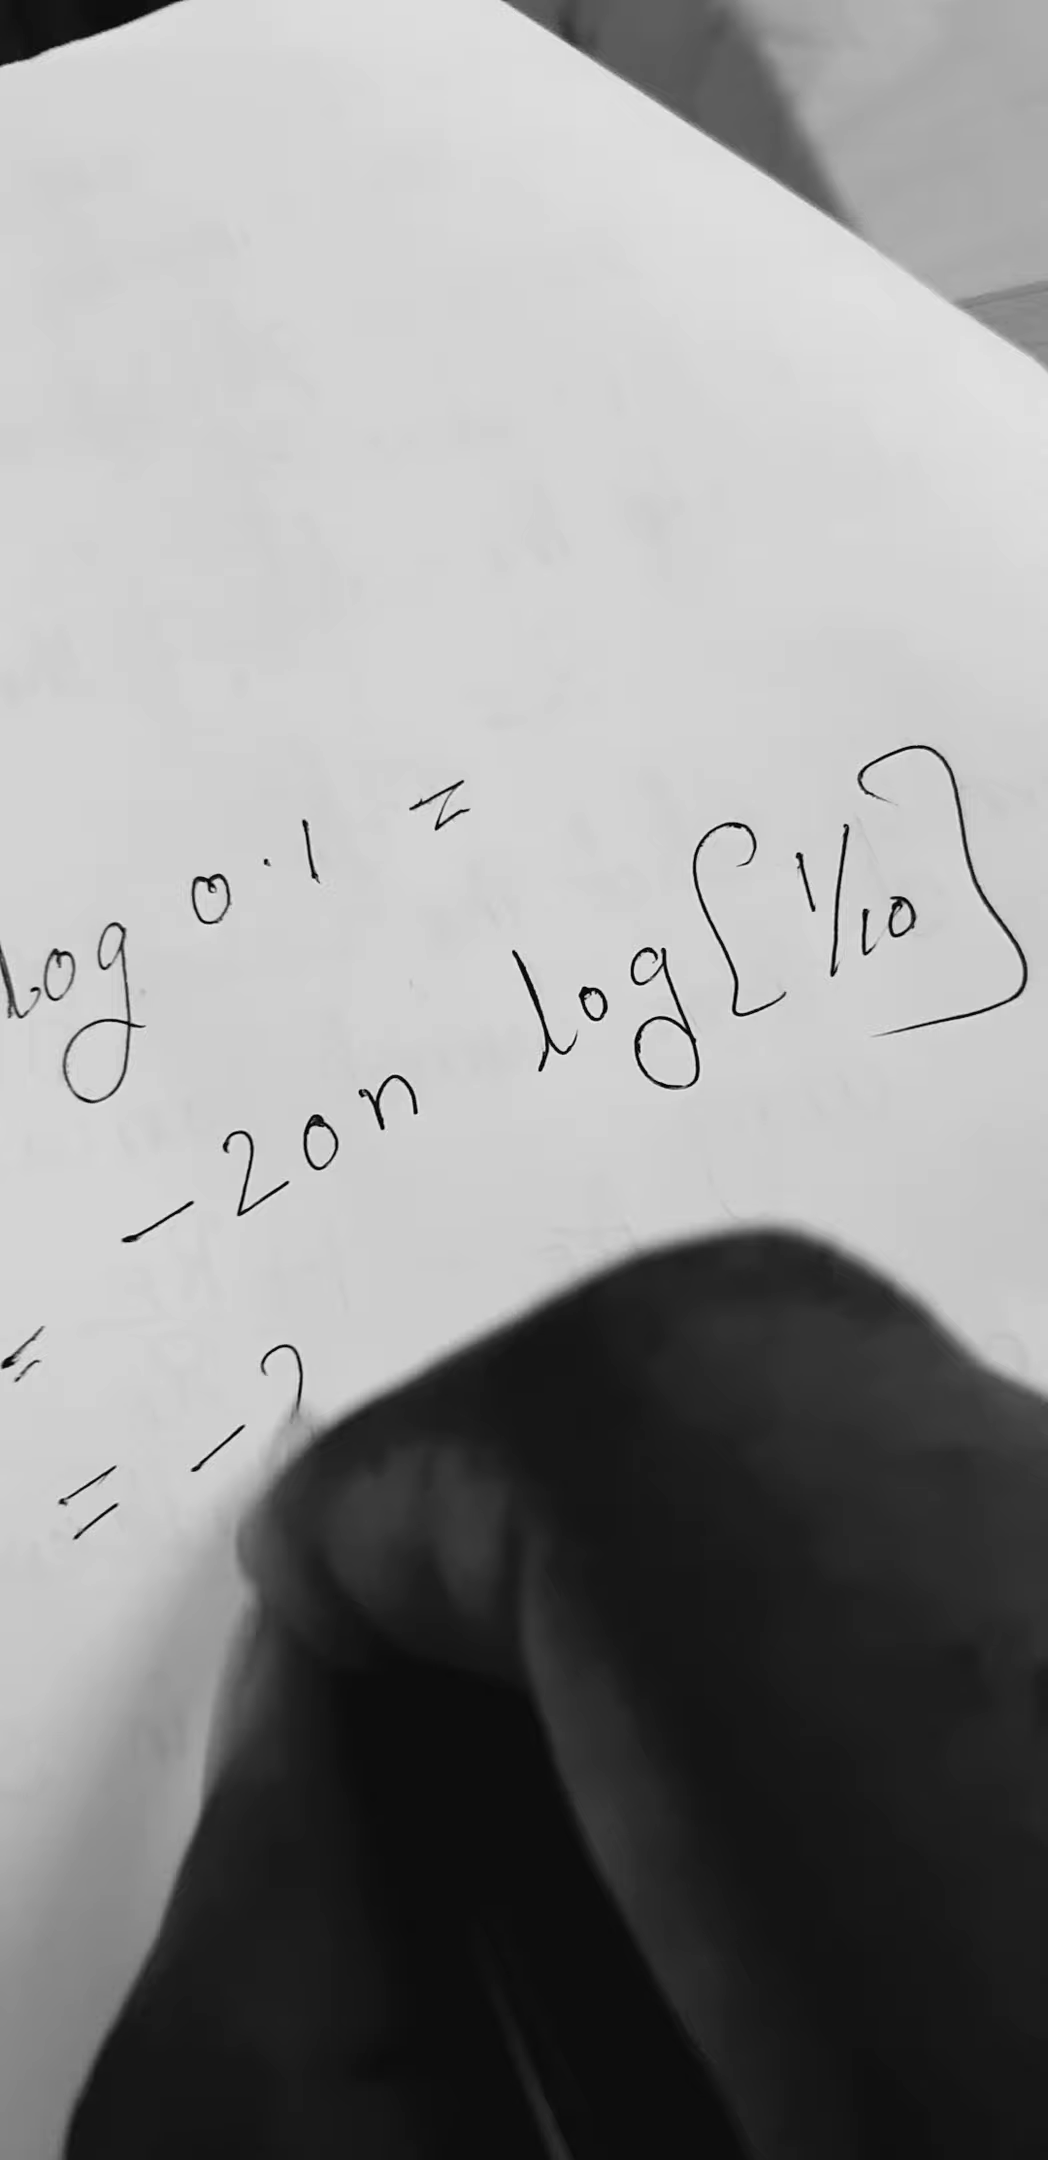 log 0.1 =
= -20n log[1/10]
= -2